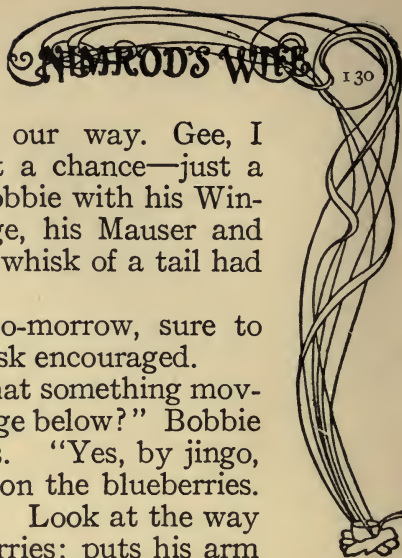 NIMROD'S WIFE
130
our way. Gee, I
t a chance—just a
obbie with his Win-
ge, his Mauser and
whisk of a tail had
o-morrow, sure to
sk encouraged.
hat something mov-
ge below?" Bobbie
s. "Yes, by jingo,
on the blueberries.
Look at the way
rries; puts his arm